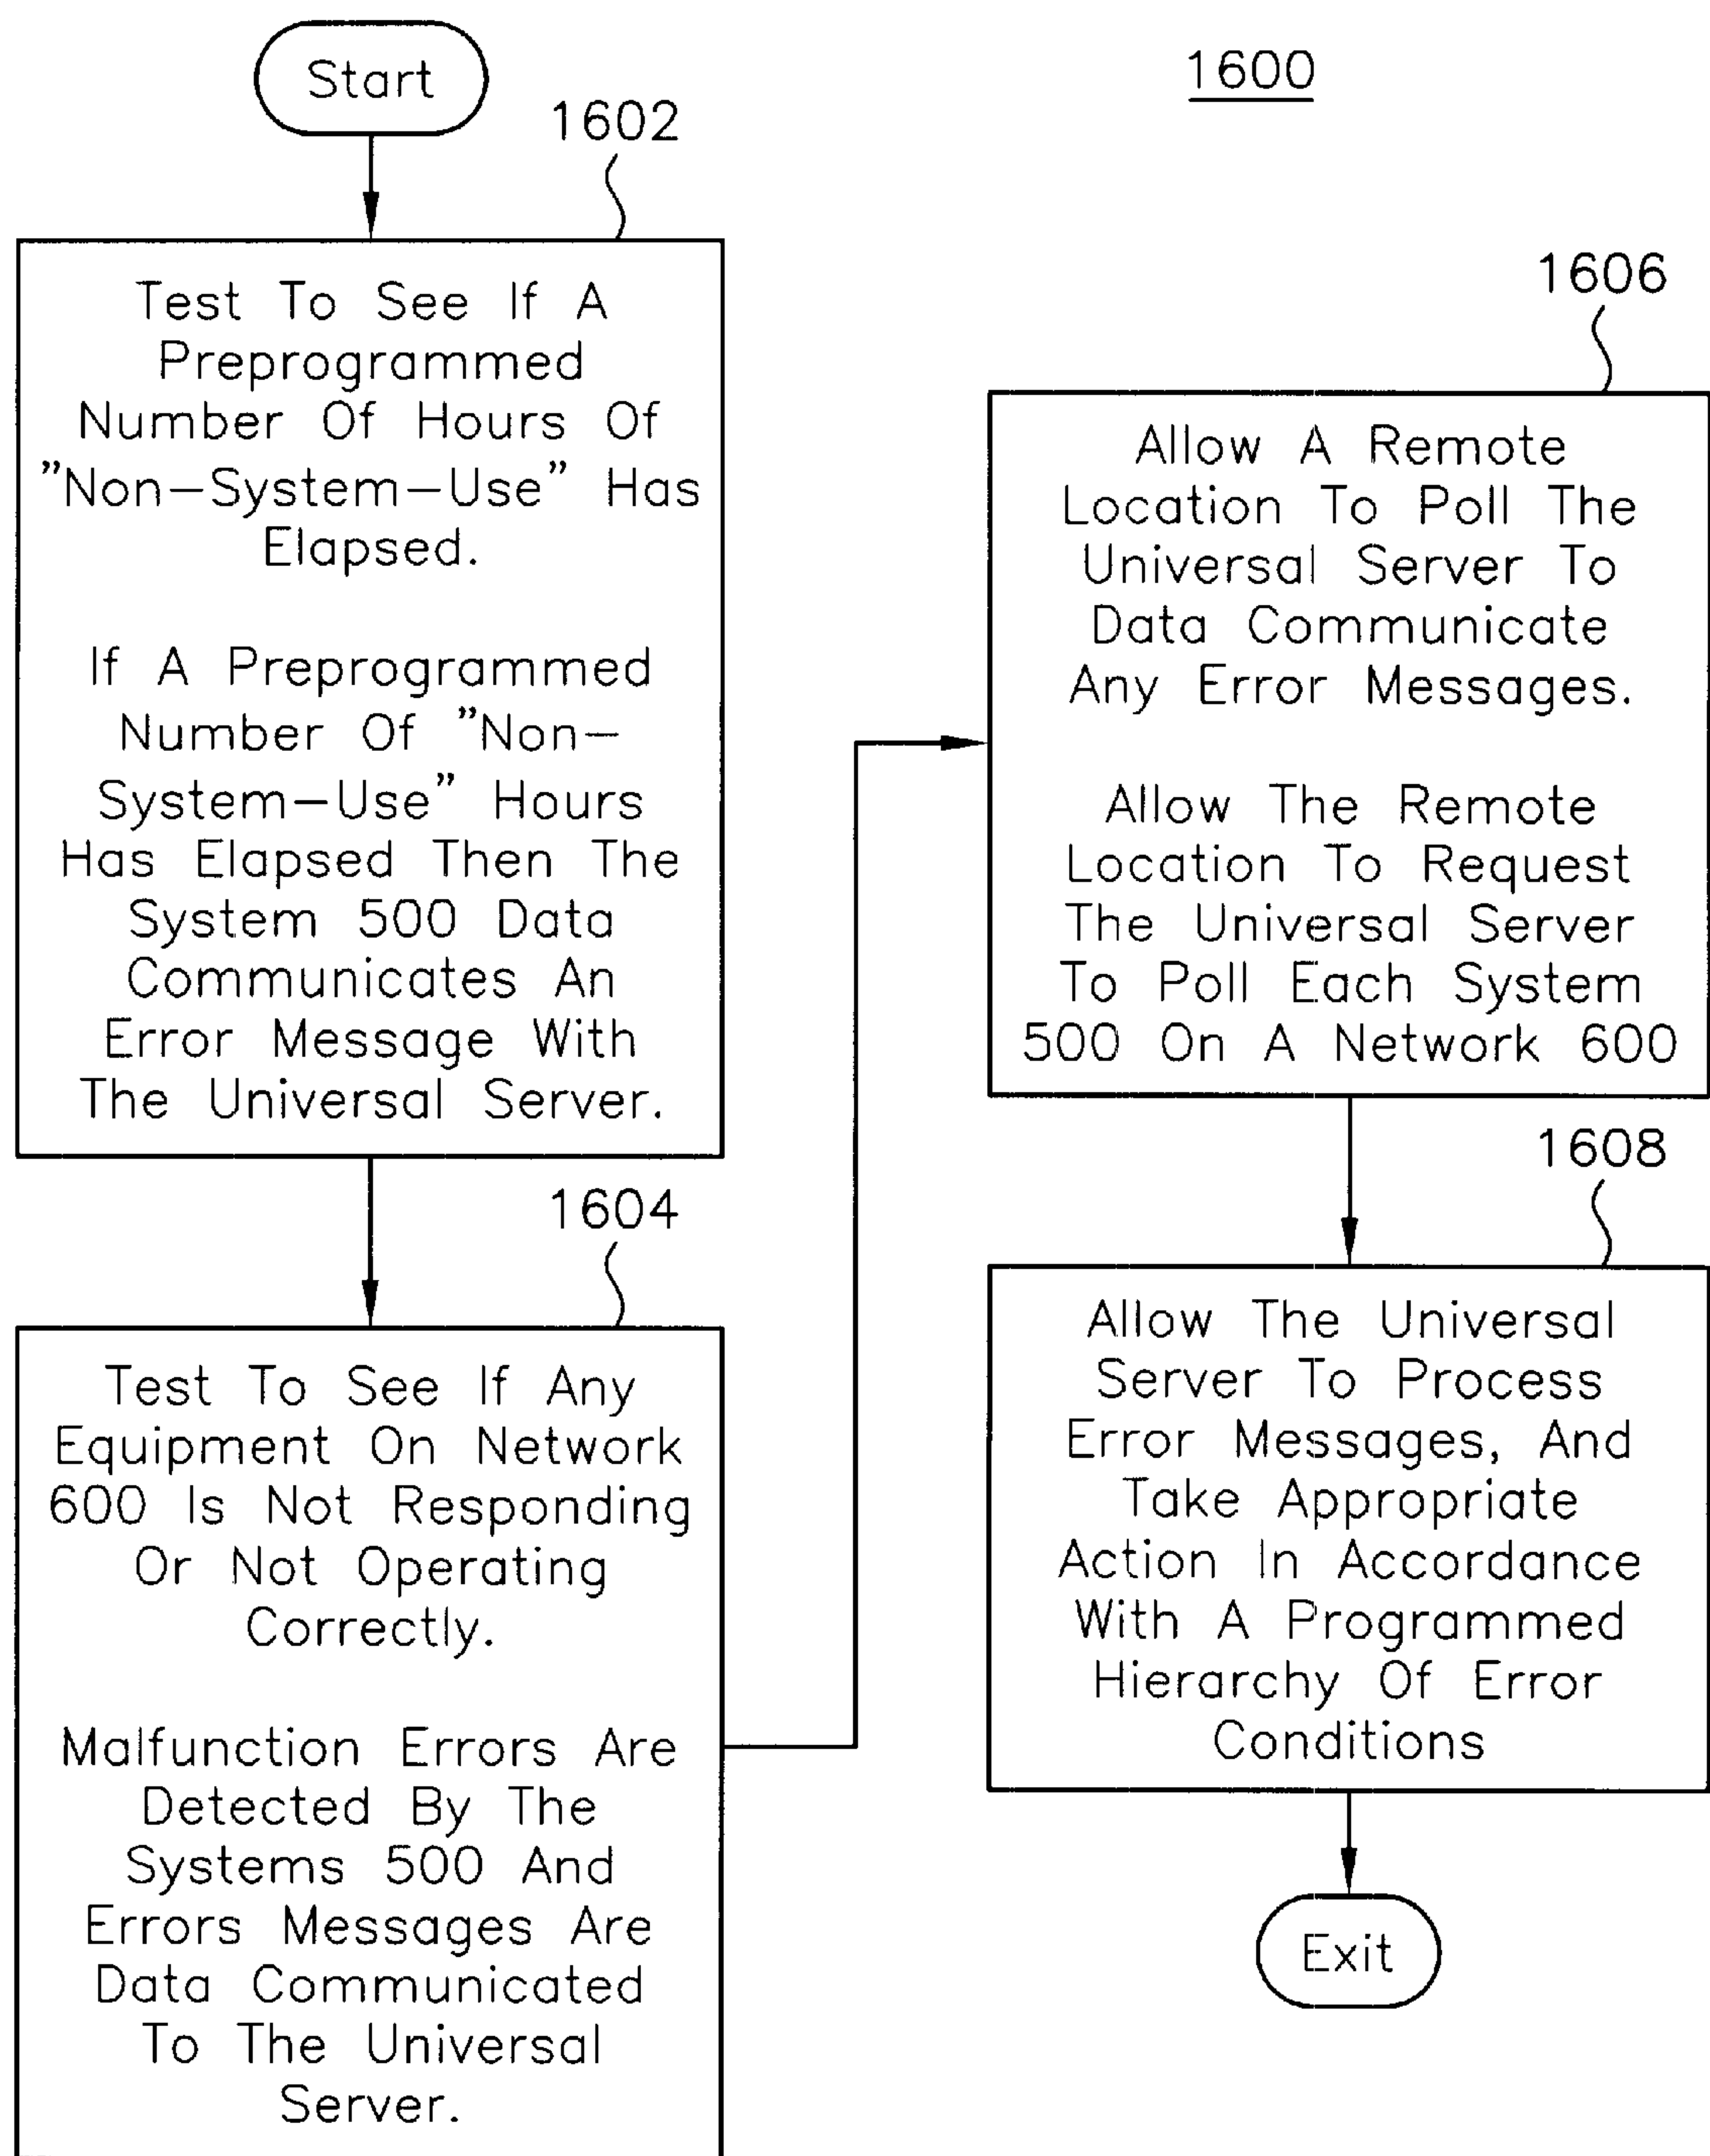 Start
1600
1602
Test To See If A
Preprogrammed
Number Of Hours Of
"Non-System-Use" Has
Elapsed.
If A Preprogrammed
Number Of "Non-
System-Use" Hours
Has Elapsed Then The
System 500 Data
Communicates An
Error Message With
The Universal Server.
1604
Test To See If Any
Equipment On Network
600 Is Not Responding
Or Not Operating
Correctly.
Malfunction Errors Are
Detected By The
Systems 500 And
Errors Messages Are
Data Communicated
To The Universal
Server.
1606
Allow A Remote
Location To Poll The
Universal Server To
Data Communicate
Any Error Messages.
Allow The Remote
Location To Request
The Universal Server
To Poll Each System
500 On A Network 600
1608
Allow The Universal
Server To Process
Error Messages, And
Take Appropriate
Action In Accordance
With A Programmed
Hierarchy Of Error
Conditions
Exit